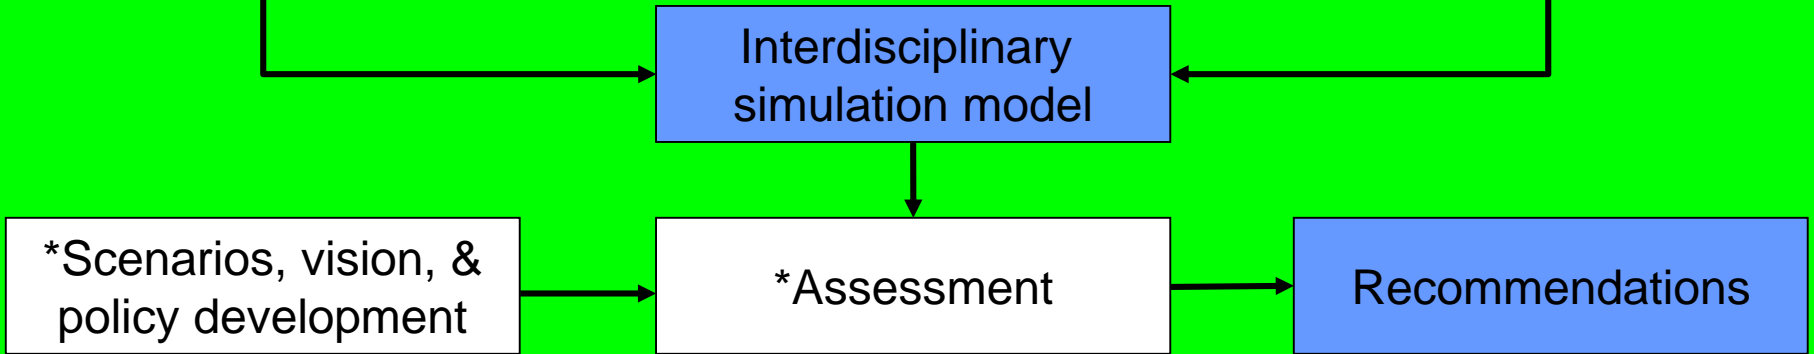 Interdisciplinary
simulation model
*Scenarios, vision, &
policy development
*Assessment
Recommendations